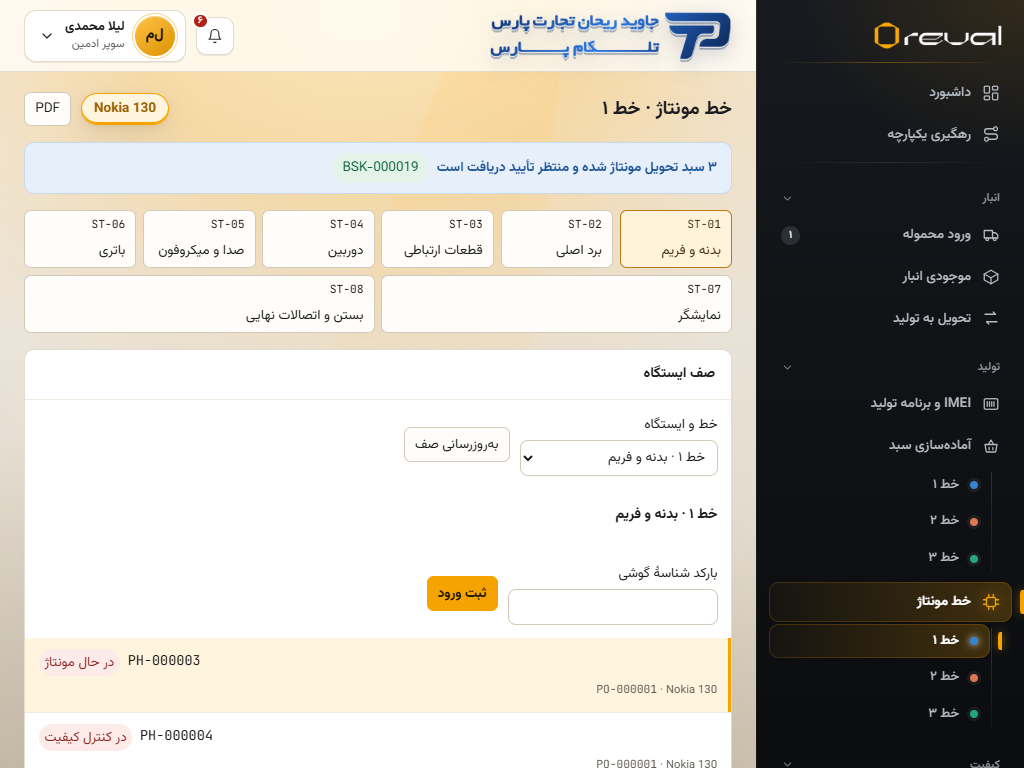 reval
داشبورد
رهگیری یکپارچه
انبار
ورود محموله
۱
موجودی انبار
تحویل به تولید
تولید
IMEI و برنامه تولید
آماده‌سازی سبد
خط ۱
خط ۲
خط ۳
خط مونتاژ
خط ۱
خط ۲
خط ۳
کیفیت
جاوید ریحان تجارت پارس
تلکام پارس
۶
لیلا محمدی
سوپر ادمین
لم
خط مونتاژ · خط ۱
Nokia 130
PDF
۳ سبد تحویل مونتاژ شده و منتظر تأیید دریافت است
BSK-000019
ST-01
بدنه و فریم
ST-02
برد اصلی
ST-03
قطعات ارتباطی
ST-04
دوربین
ST-05
صدا و میکروفون
ST-06
باتری
ST-07
نمایشگر
ST-08
بستن و اتصالات نهایی
صف ایستگاه
خط و ایستگاه
خط ۱ · بدنه و فریم
به‌روزرسانی صف
خط ۱ · بدنه و فریم
بارکد شناسهٔ گوشی
ثبت ورود
PH-000003
در حال مونتاژ
PO-000001 · Nokia 130
PH-000004
در کنترل کیفیت
PO-000001 · Nokia 130